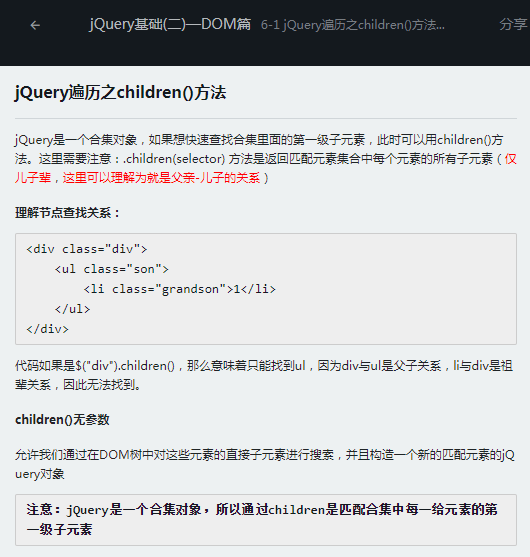 ← jQuery基础(二)—DOM篇 6-1 jQuery遍历之children()方法... 分享
jQuery遍历之children()方法
jQuery是一个合集对象，如果想快速查找合集里面的第一级子元素，此时可以用children()方
法。这里需要注意：.children(selector) 方法是返回匹配元素集合中每个元素的所有子元素（仅
儿子辈，这里可以理解为就是父亲-儿子的关系）
理解节点查找关系：
<div class="div">
<ul class="son">
<li class="grandson">1</li>
</ul>
</div>
代码如果是$("div").children()，那么意味着只能找到ul，因为div与ul是父子关系，li与div是祖
辈关系，因此无法找到。
children()无参数
允许我们通过在DOM树中对这些元素的直接子元素进行搜索，并且构造一个新的匹配元素的jQ
uery对象
注意：jQuery是一个合集对象，所以通过children是匹配合集中每一给元素的第
一级子元素